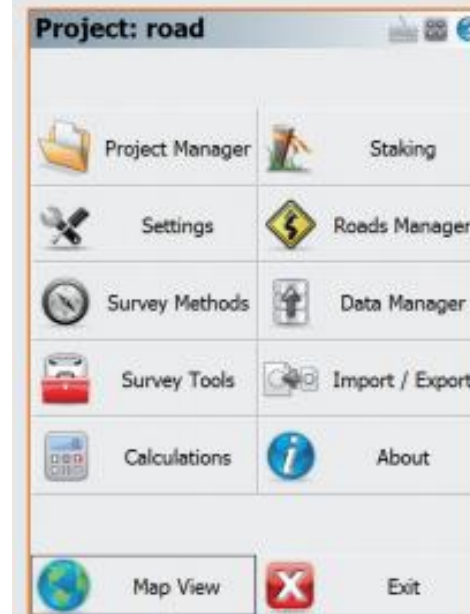 Project: road
Project Manager
Staking
Settings
Roads Manager
Survey Methods
Data Manager
Survey Tools
Import / Export
Calculations
About
Map View
Exit